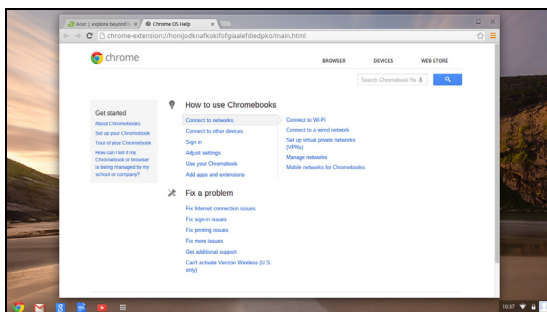 Acer | explore beyond li
Chrome OS Help
chrome-extension://honijodknafkokifofgiaalefdiedpko/main.html
chrome
BROWSER DEVICES WEB STORE
Search Chromebook He
Get started
About Chromebooks
Set up your Chromebook
Tour of your Chromebook
How can I tell if my
Chromebook or browser
is being managed by my
school or company?
How to use Chromebooks
Connect to networks
Connect to other devices
Sign in
Adjust settings
Use your Chromebook
Add apps and extensions
Connect to Wi-Fi
Connect to a wired network
Set up virtual private networks
(VPNs)
Manage networks
Mobile networks for Chromebooks
Fix a problem
Fix Internet connection issues
Fix sign-in issues
Fix printing issues
Fix more issues
Get additional support
Can't activate Verizon Wireless (U.S.
only)
10:37